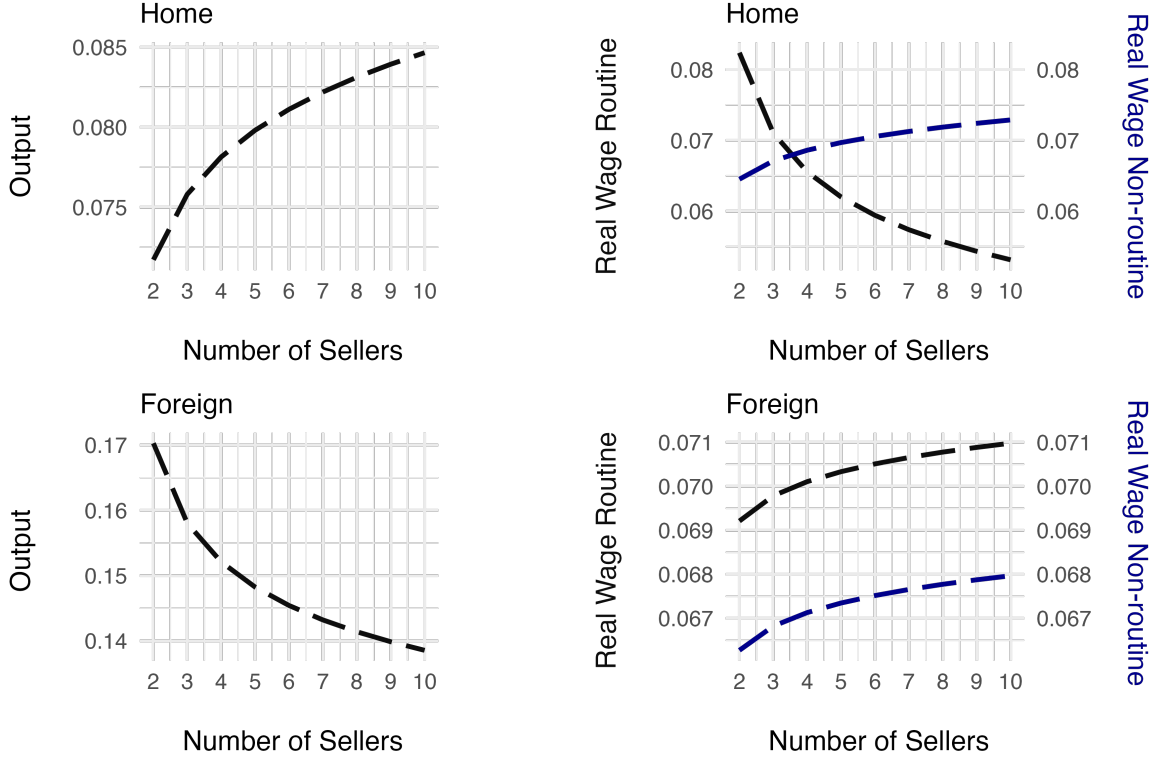 Home
Output
0.085
0.080
0.075
2 3 4 5 6 7 8 9 10
Number of Sellers
Home
Real Wage Routine
0.08
0.07
0.06
0.08
0.07
0.06
Real Wage Non-routine
2 3 4 5 6 7 8 9 10
Number of Sellers
Foreign
Output
0.17
0.16
0.15
0.14
2 3 4 5 6 7 8 9 10
Number of Sellers
Foreign
Real Wage Routine
0.071
0.070
0.069
0.068
0.067
0.071
0.070
0.069
0.068
0.067
Real Wage Non-routine
2 3 4 5 6 7 8 9 10
Number of Sellers